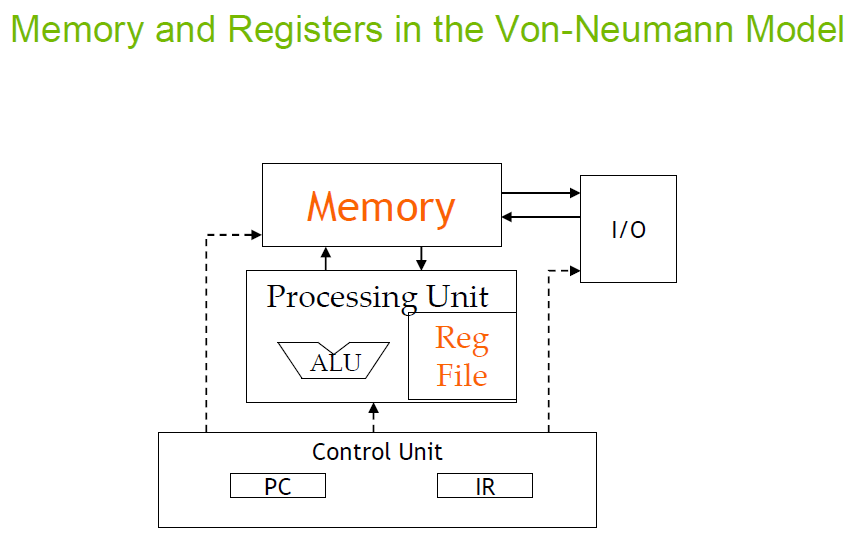 Memory and Registers in the Von-Neumann Model
Memory
I/O
Processing Unit
ALU
Reg
File
Control Unit
PC
IR